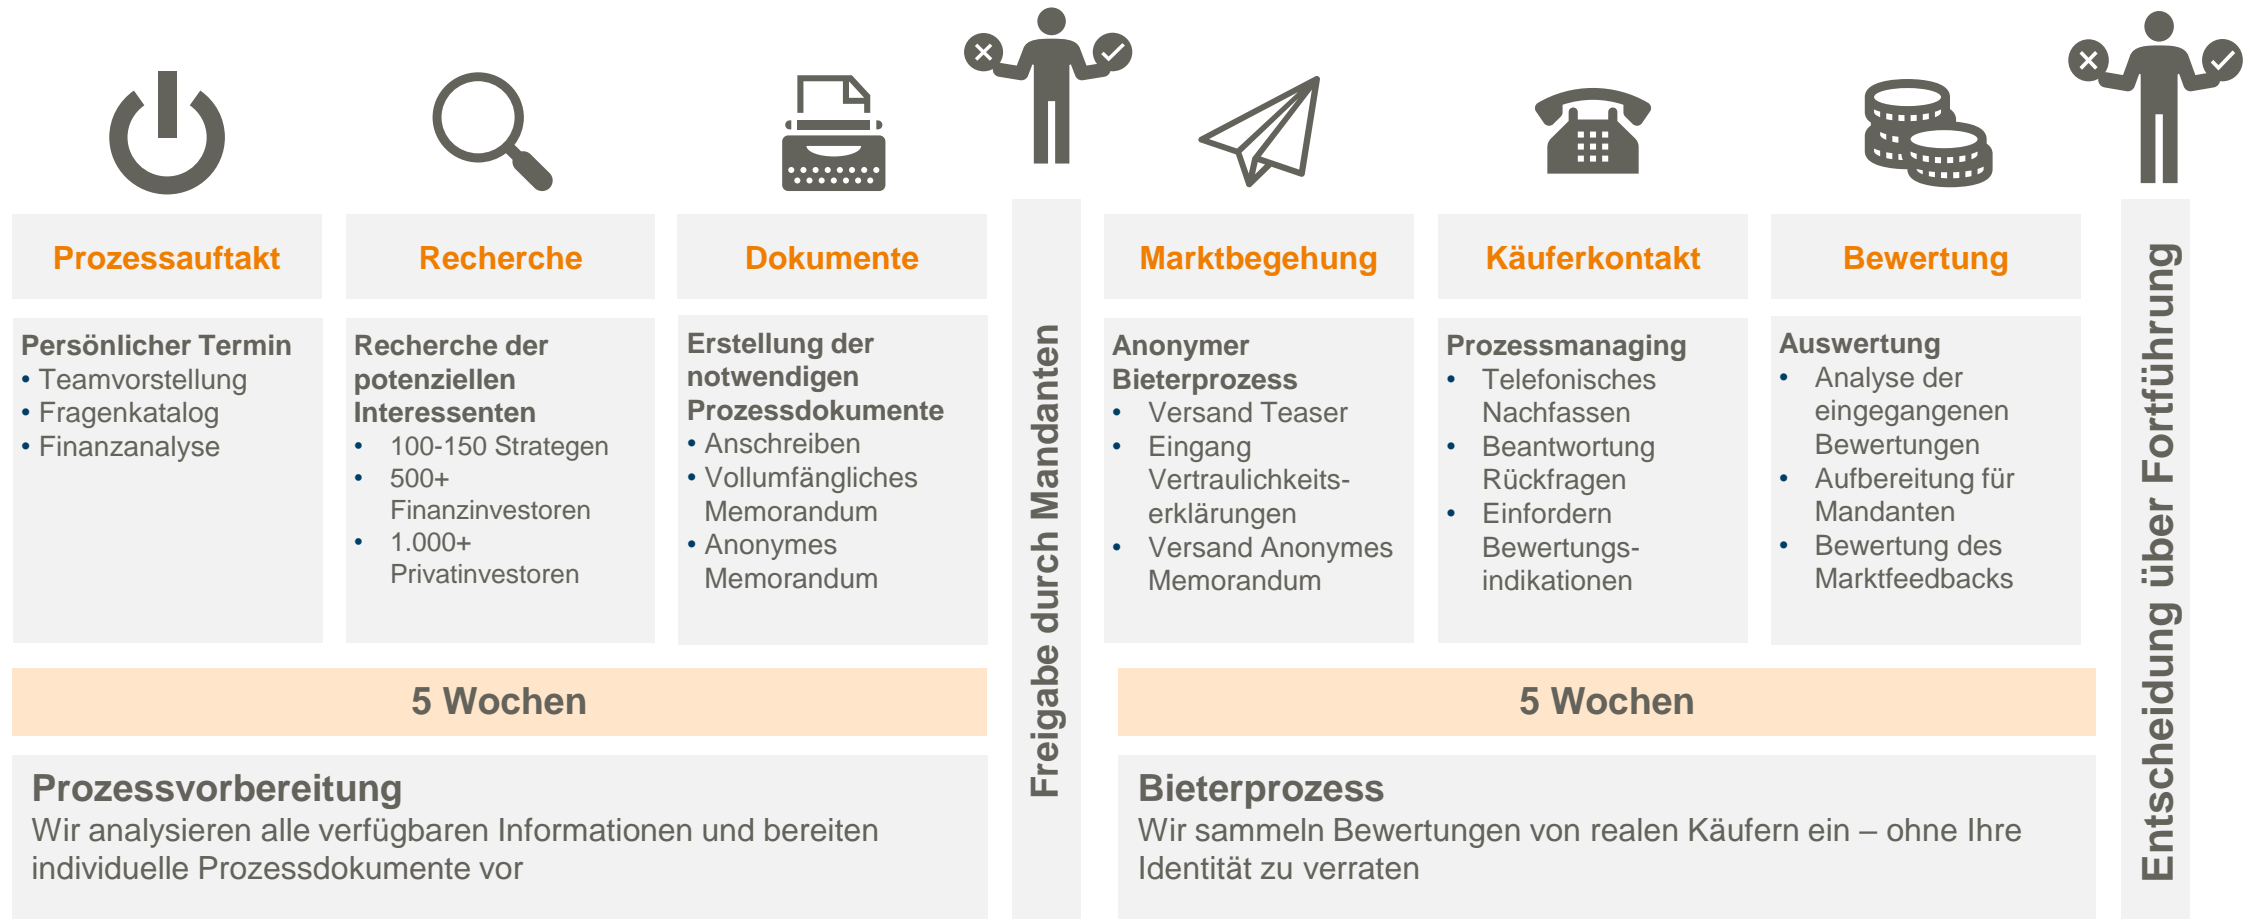 Prozessauftakt
Persönlicher Termin
• Teamvorstellung
• Fragenkatalog
• Finanzanalyse
Recherche
Recherche der
potenziellen
Interessenten
• 100-150 Strategen
• 500+
Finanzinvestoren
• 1.000+
Privatinvestoren
Dokumente
Erstellung der
notwendigen
Prozessdokumente
• Anschreiben
• Vollumfängliches
Memorandum
• Anonymes
Memorandum
5 Wochen
Prozessvorbereitung
Wir analysieren alle verfügbaren Informationen und bereiten
individuelle Prozessdokumente vor
Freigabe durch Mandanten
Marktbegehung
Anonymer
Bieterprozess
• Versand Teaser
• Eingang
Vertraulichkeits-
erklärungen
• Versand Anonymes
Memorandum
Käuferkontakt
Prozessmanaging
• Telefonisches
Nachfassen
• Beantwortung
Rückfragen
• Einfordern
Bewertungs-
indikationen
Bewertung
Auswertung
• Analyse der
eingegangenen
Bewertungen
• Aufbereitung für
Mandanten
• Bewertung des
Marktfeedbacks
5 Wochen
Bieterprozess
Wir sammeln Bewertungen von realen Käufern ein – ohne Ihre
Identität zu verraten
Entscheidung über Fortführung